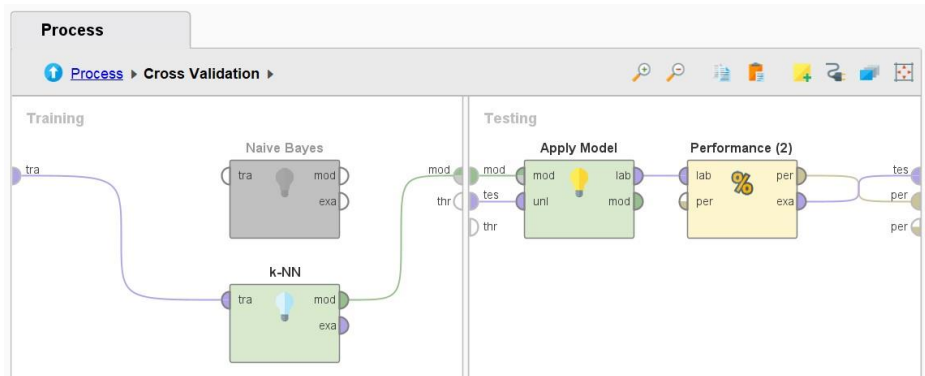 Process
Process ▸ Cross Validation ▸
Training
Testing
Naive Bayes
Apply Model
Performance (2)
tra
tra
mod
exa
mod
thr
mod
tes
thr
mod
unl
lab
mod
lab
per
per
exa
tes
per
per
k-NN
tra
mod
exa
%